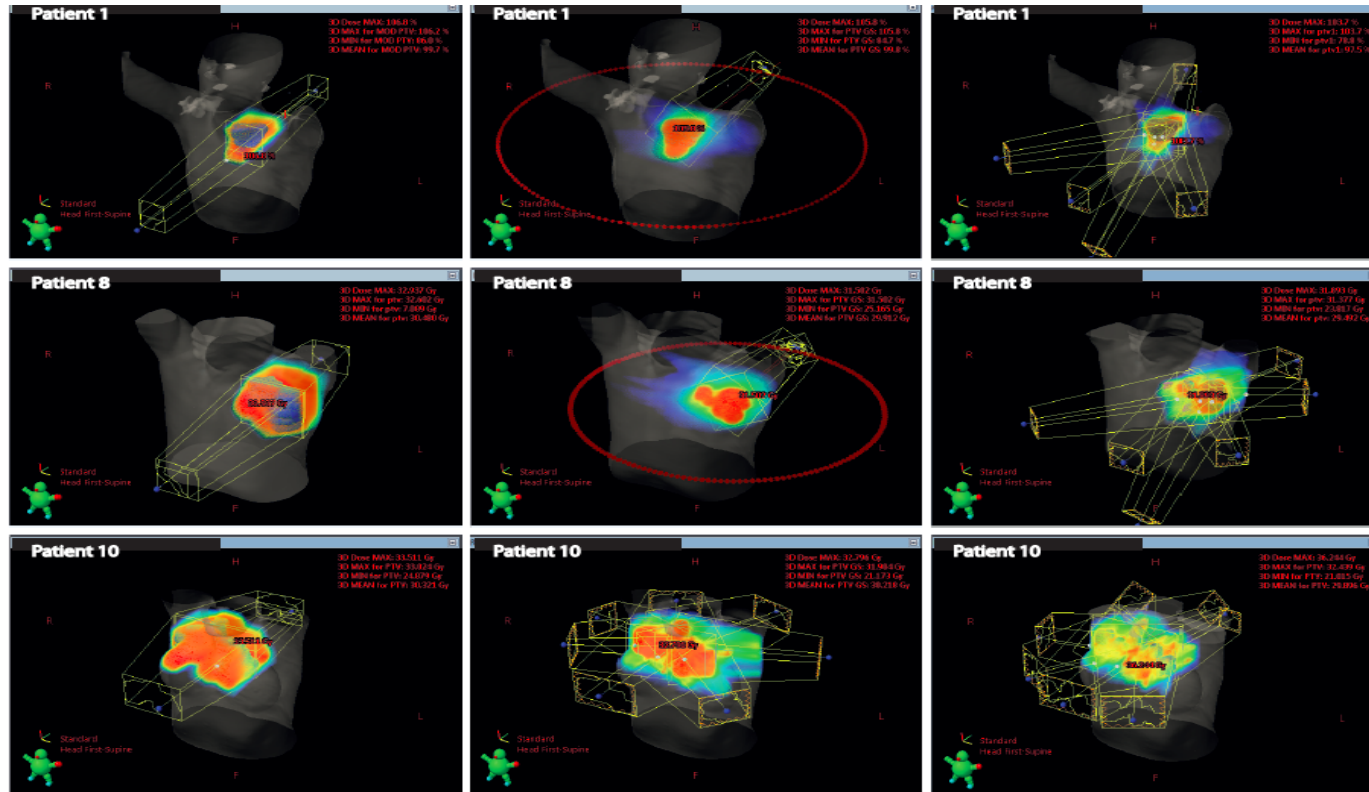 Patient 1
3D Dose MAX: 106.8 %
3D MAX for MOD PTV: 106.2 %
3D MIN for MOD PTV: 86.8 %
3D MEAN for MOD PTV: 99.7 %
H
R
L
F
Standard
Head First-Supine
Patient 1
3D Dose MAX: 105.8 %
3D MAX for PTV GS: 105.8 %
3D MIN for PTV GS: 84.7 %
3D MEAN for PTV GS: 99.8 %
H
R
L
F
Standard
Head First-Supine
Patient 1
3D Dose MAX: 103.7 %
3D MAX for ptv1: 103.7 %
3D MIN for ptv1: 78.8 %
3D MEAN for ptv1: 97.5 %
H
R
L
F
Standard
Head First-Supine
Patient 8
3D Dose MAX: 32.937 Gy
3D MAX for ptv: 32.602 Gy
3D MIN for ptv: 7.809 Gy
3D MEAN for ptv: 30.480 Gy
H
R
L
F
Standard
Head First-Supine
Patient 8
3D Dose MAX: 31.502 Gy
3D MAX for PTV GS: 31.502 Gy
3D MIN for PTV GS: 25.165 Gy
3D MEAN for PTV GS: 29.912 Gy
H
R
L
F
Standard
Head First-Supine
Patient 8
3D Dose MAX: 31.893 Gy
3D MAX for ptv: 31.377 Gy
3D MIN for ptv: 23.817 Gy
3D MEAN for ptv: 29.492 Gy
H
R
L
F
Standard
Head First-Supine
Patient 10
3D Dose MAX: 33.511 Gy
3D MAX for PTV: 33.024 Gy
3D MIN for PTV: 24.879 Gy
3D MEAN for PTV: 30.321 Gy
H
R
L
F
Standard
Head First-Supine
Patient 10
3D Dose MAX: 32.796 Gy
3D MAX for PTV GS: 31.984 Gy
3D MIN for PTV GS: 21.173 Gy
3D MEAN for PTV GS: 30.218 Gy
H
R
L
F
Standard
Head First-Supine
Patient 10
3D Dose MAX: 36.244 Gy
3D MAX for PTV: 32.439 Gy
3D MIN for PTV: 21.015 Gy
3D MEAN for PTV: 29.896 Gy
H
R
L
F
Standard
Head First-Supine